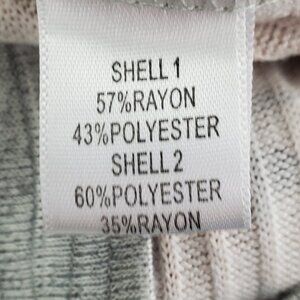 SHELL 1
57%RAYON
43%POLYESTER
SHELL 2
60%POLYESTER
35%RAYON